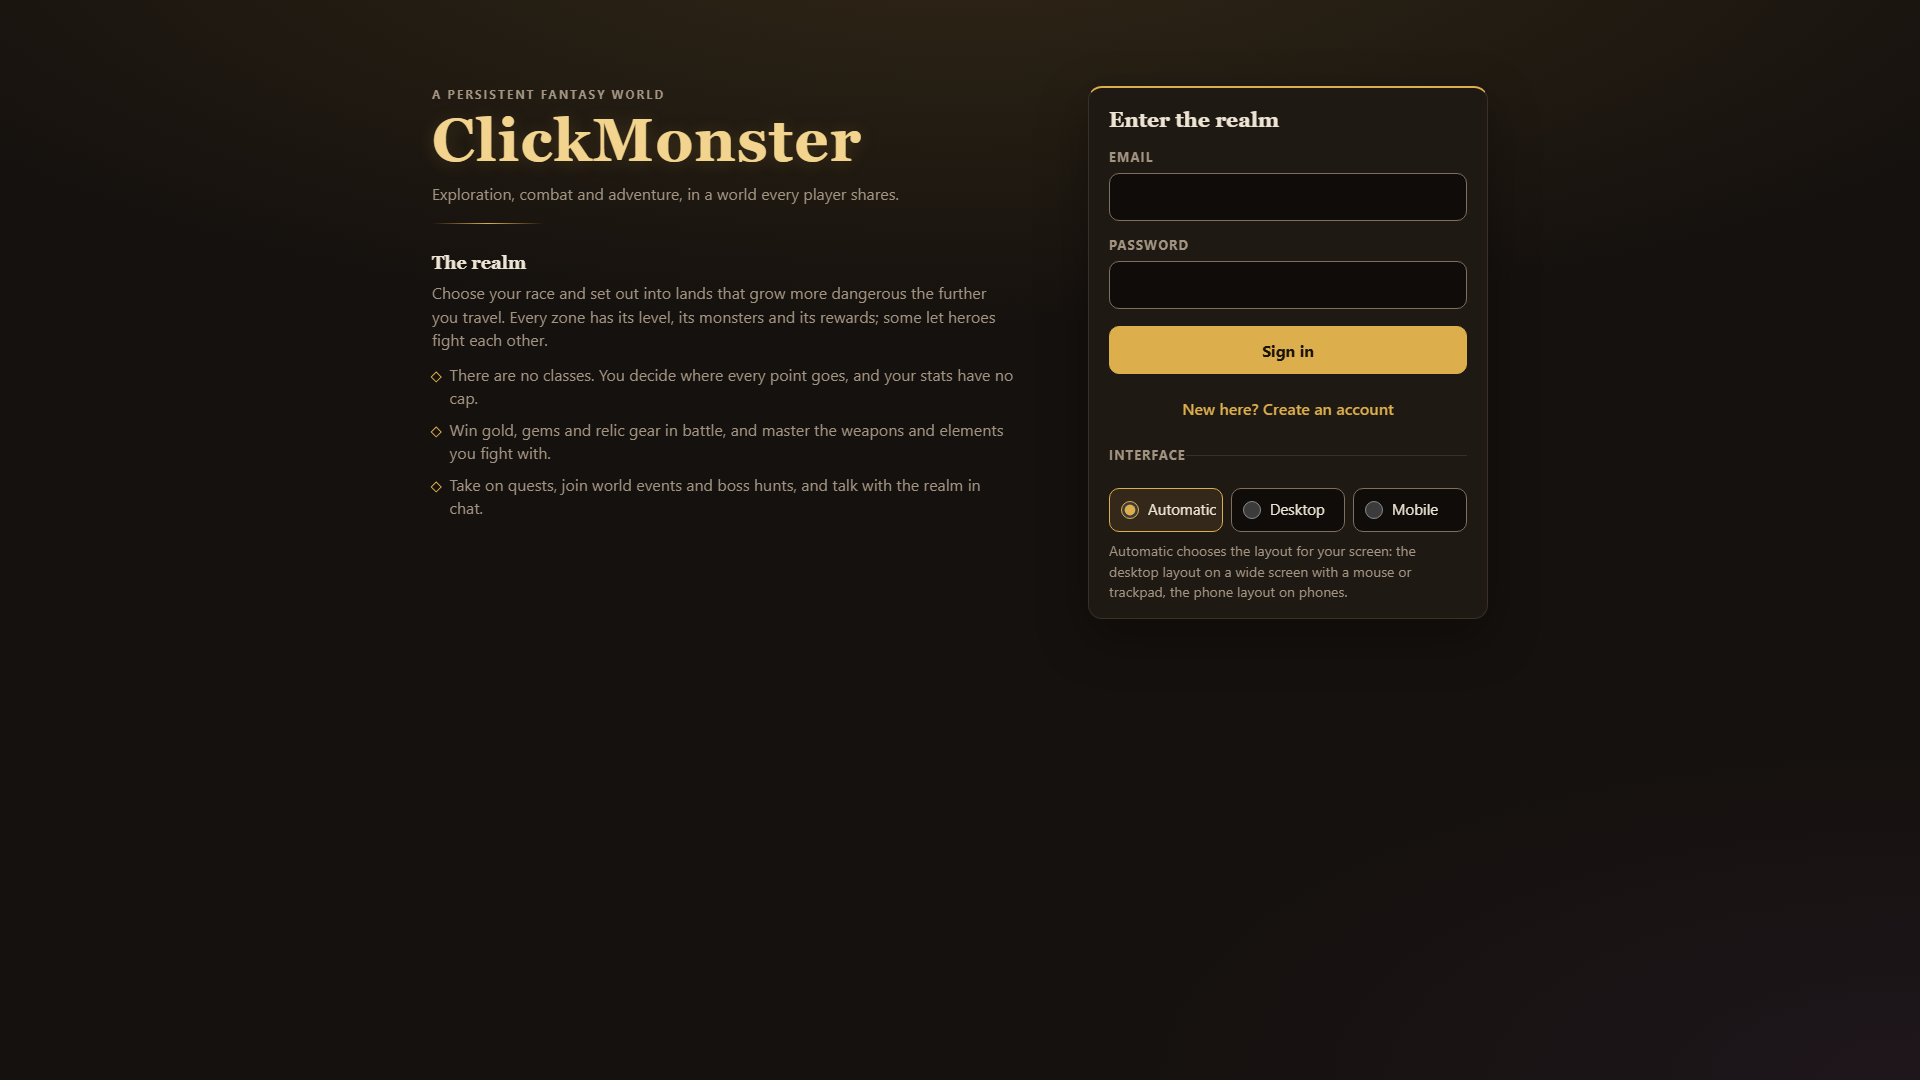 A PERSISTENT FANTASY WORLD
ClickMonster
Exploration, combat and adventure, in a world every player shares.
The realm
Choose your race and set out into lands that grow more dangerous the further
you travel. Every zone has its level, its monsters and its rewards; some let heroes
fight each other.
There are no classes. You decide where every point goes, and your stats have no
cap.
Win gold, gems and relic gear in battle, and master the weapons and elements
you fight with.
Take on quests, join world events and boss hunts, and talk with the realm in
chat.
Enter the realm
EMAIL
PASSWORD
Sign in
New here? Create an account
INTERFACE
Automatic Desktop Mobile
Automatic chooses the layout for your screen: the
desktop layout on a wide screen with a mouse or
trackpad, the phone layout on phones.